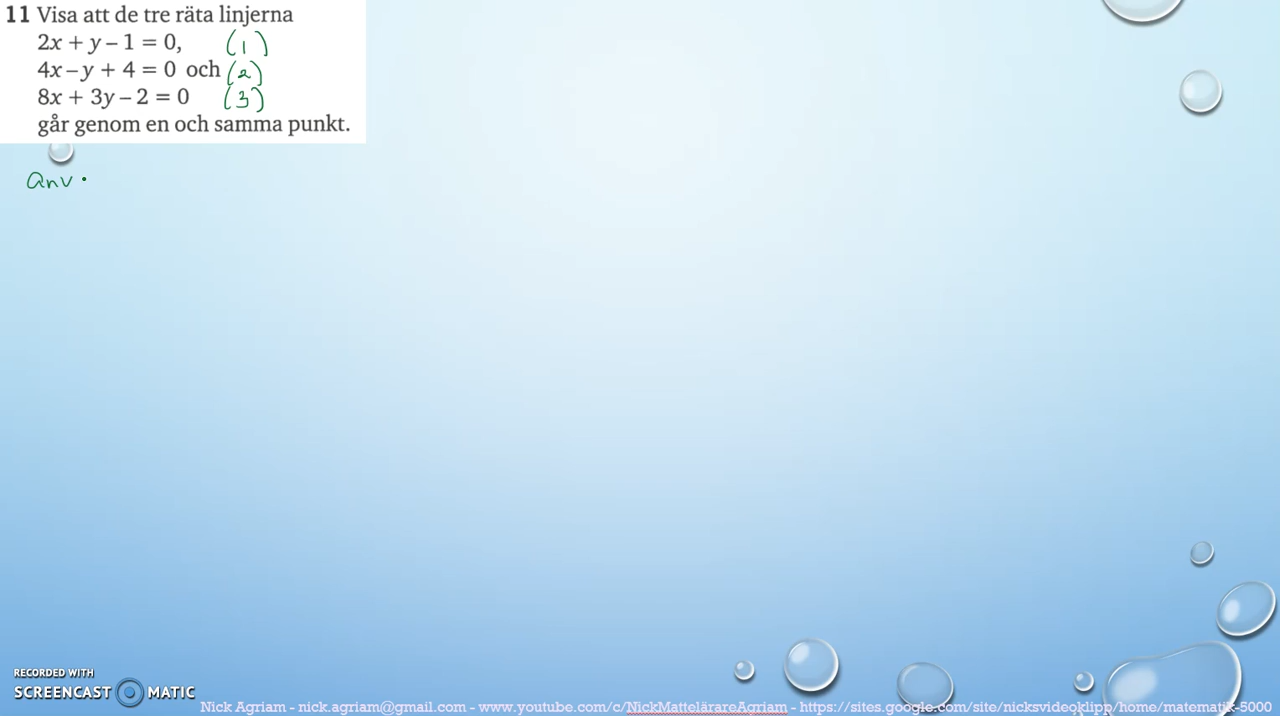 11 Visa att de tre räta linjerna
2x + y – 1 = 0, (1)
4x – y + 4 = 0 och (2)
8x + 3y – 2 = 0 (3)
går genom en och samma punkt.
anv.
RECORDED WITH
SCREENCAST MATIC
Nick Agriam - nick.agriam@gmail.com - www.youtube.com/c/NickMattelärareAgriam - https://sites.google.com/site/nicksvideoklipp/home/matematik-5000